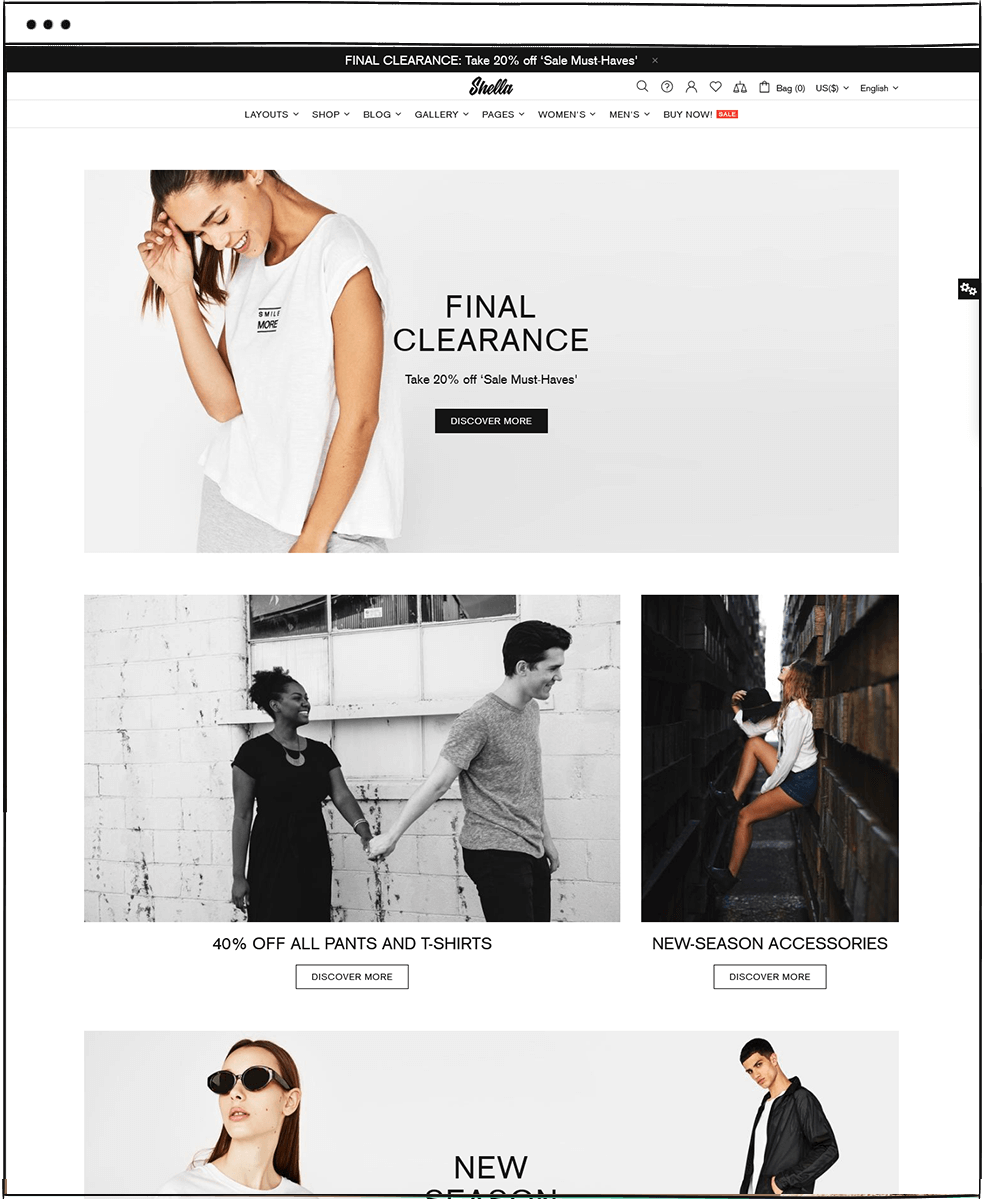 FINAL CLEARANCE: Take 20% off ‘Sale Must-Haves’ ×
Shella
Bag (0) US($) English
LAYOUTS SHOP BLOG GALLERY PAGES WOMEN'S MEN'S BUY NOW! SALE
SMILE
MORE
FINAL
CLEARANCE
Take 20% off ‘Sale Must-Haves’
DISCOVER MORE
40% OFF ALL PANTS AND T-SHIRTS
DISCOVER MORE
NEW-SEASON ACCESSORIES
DISCOVER MORE
NEW
SEASON